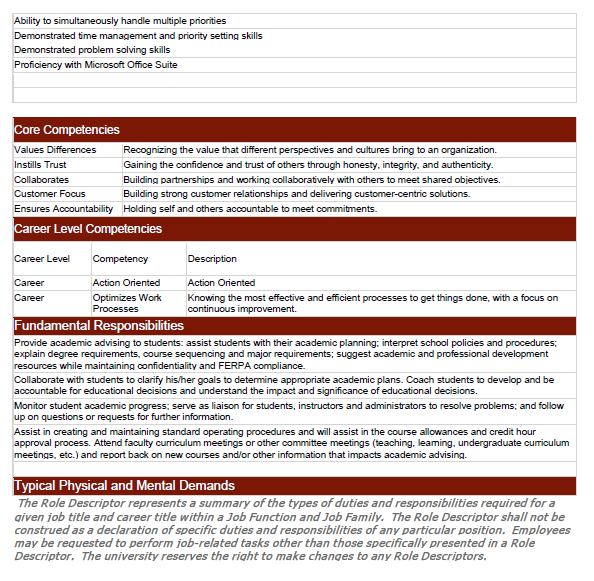 Ability to simultaneously handle multiple priorities
Demonstrated time management and priority setting skills
Demonstrated problem solving skills
Proficiency with Microsoft Office Suite
Core Competencies
Values Differences Recognizing the value that different perspectives and cultures bring to an organization.
Instills Trust Gaining the confidence and trust of others through honesty, integrity, and authenticity.
Collaborates Building partnerships and working collaboratively with others to meet shared objectives.
Customer Focus Building strong customer relationships and delivering customer-centric solutions.
Ensures Accountability Holding self and others accountable to meet commitments.
Career Level Competencies
Career Level Competency Description
Career Action Oriented Action Oriented
Career Optimizes Work Knowing the most effective and efficient processes to get things done, with a focus on
Processes continuous improvement.
Fundamental Responsibilities
Provide academic advising to students: assist students with their academic planning; interpret school policies and procedures;
explain degree requirements, course sequencing and major requirements; suggest academic and professional development
resources while maintaining confidentiality and FERPA compliance.
Collaborate with students to clarify his/her goals to determine appropriate academic plans. Coach students to develop and be
accountable for educational decisions and understand the impact and significance of educational decisions.
Monitor student academic progress; serve as liaison for students, instructors and administrators to resolve problems; and follow
up on questions or requests for further information.
Assist in creating and maintaining standard operating procedures and will assist in the course allowances and credit hour
approval process. Attend faculty curriculum meetings or other committee meetings (teaching, learning, undergraduate curriculum
meetings, etc.) and report back on new courses and/or other information that impacts academic advising.
Typical Physical and Mental Demands
The Role Descriptor represents a summary of the types of duties and responsibilities required for a
given job title and career title within a Job Function and Job Family. The Role Descriptor shall not be
construed as a declaration of specific duties and responsibilities of any particular position. Employees
may be requested to perform job-related tasks other than those specifically presented in a Role
Descriptor. The university reserves the right to make changes to any Role Descriptors.